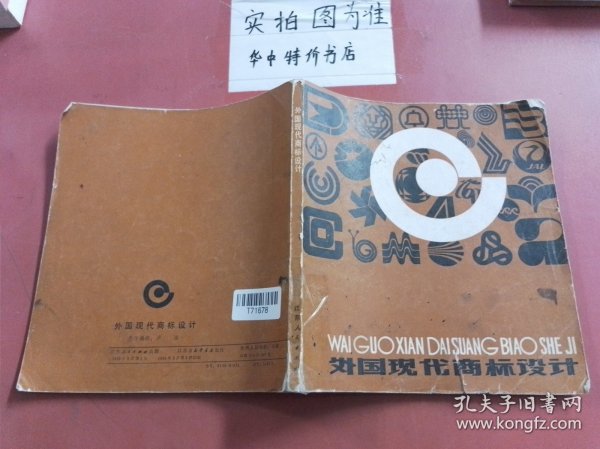 实拍图为准
华中特价书店
外国现代商标设计
JAL
WAI GUO XIAN DAI SUANG BIAO SHE JI
外国现代商标设计
外国现代商标设计
T71678
孔夫子旧书网
www.kongfz.com